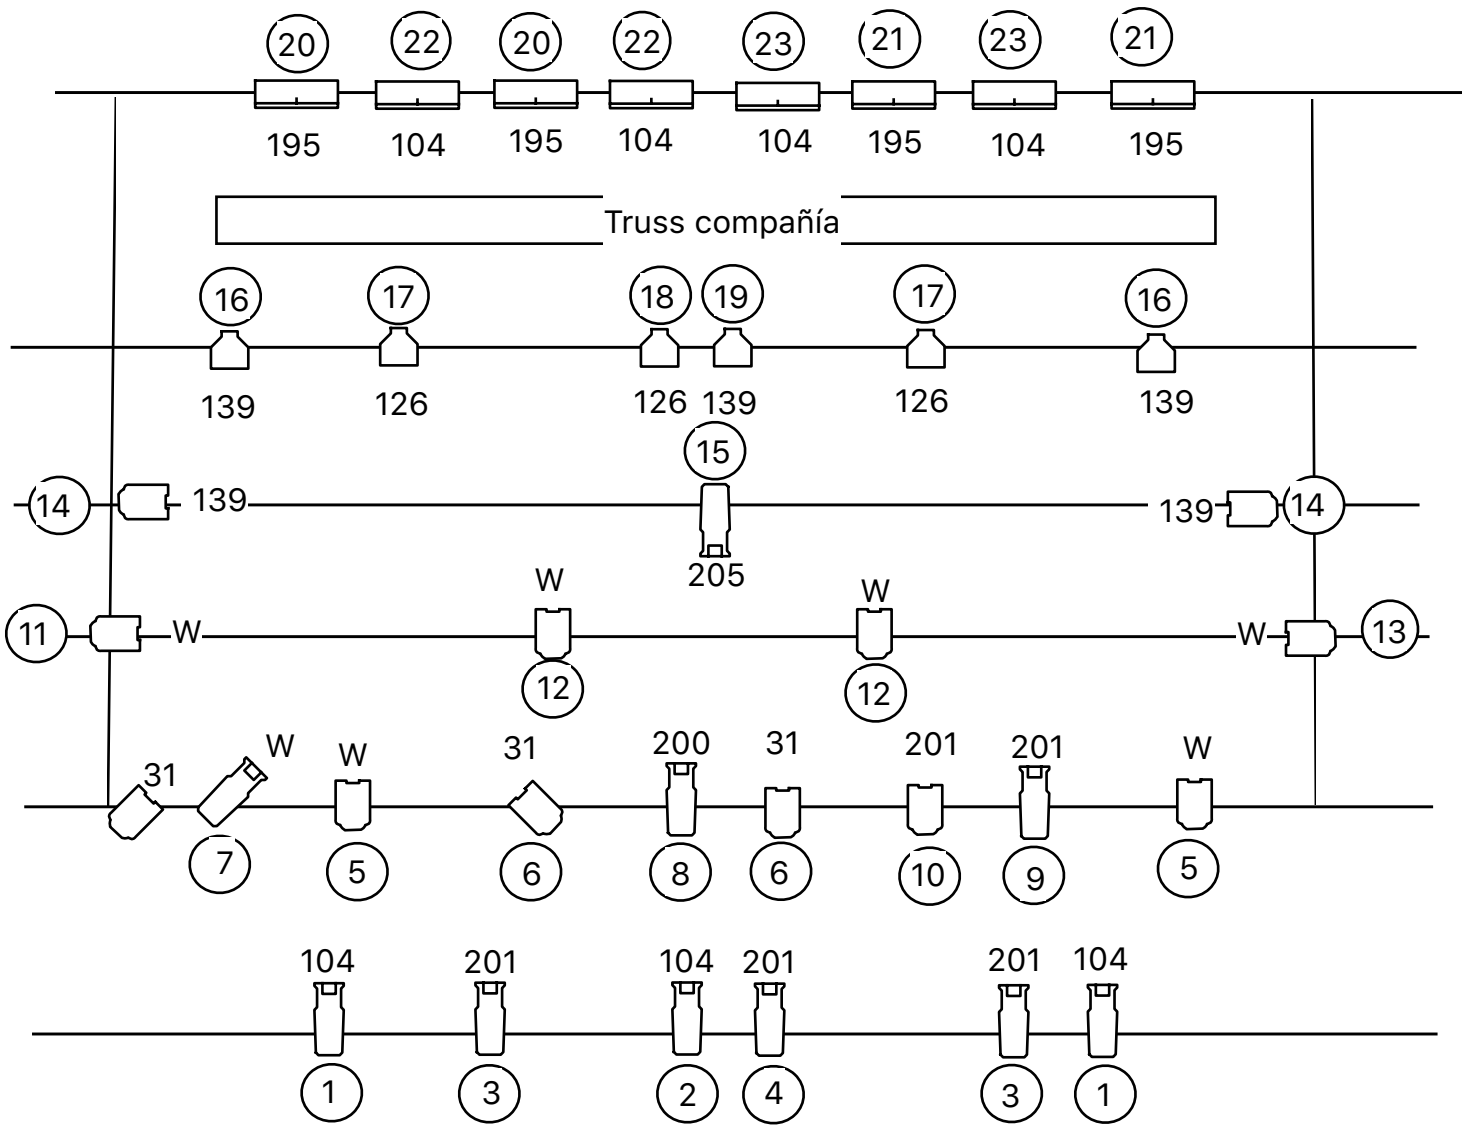 20 22 20 22 23 21 23 21
195 104 195 104 104 195 104 195
Truss compañía
16 17 18 19 17 16
139 126 126 139 126 139
15
14 139 139 14
205
W W
11 W W 13
12 12
31 W W 31 200 31 201 201 W
7 5 6 8 6 10 9 5
104 201 104 201 201 104
1 3 2 4 3 1